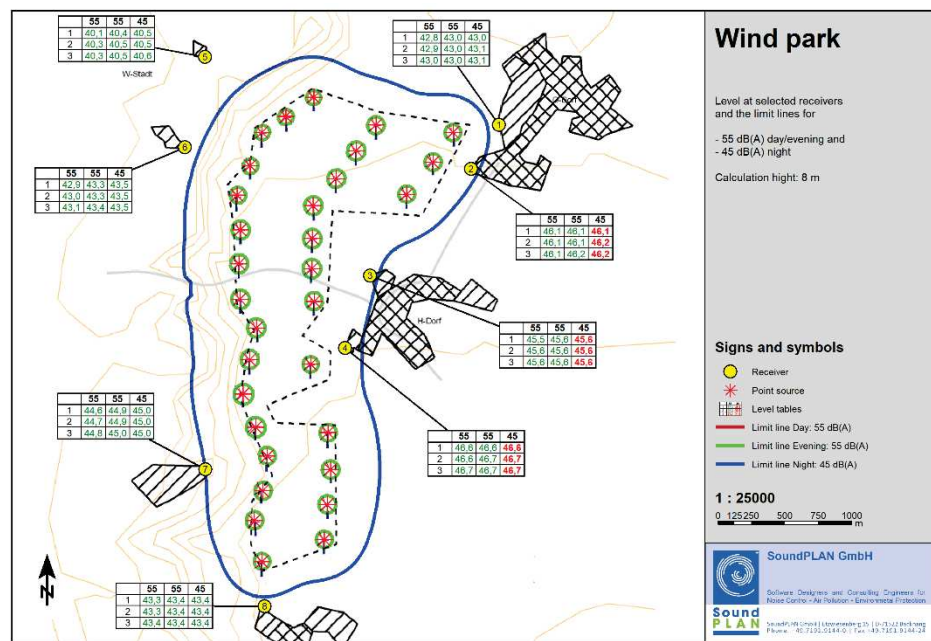 55 55 45
1 40,1 40,4 40,5
2 40,3 40,5 40,5
3 40,3 40,5 40,6
5
W-Stadt
55 55 45
1 42,8 43,0 43,0
2 42,9 43,0 43,1
3 43,0 43,0 43,1
1
6
55 55 45
1 42,9 43,3 43,5
2 43,0 43,3 43,5
3 43,1 43,4 43,5
2
55 55 45
1 46,1 46,1 46,1
2 46,1 46,1 46,2
3 46,1 46,2 46,2
3
H-Dorf
55 55 45
1 45,5 45,6 45,6
2 45,6 45,6 45,6
3 45,6 45,6 45,6
4
55 55 45
1 46,6 46,6 46,6
2 46,6 46,7 46,7
3 46,7 46,7 46,7
55 55 45
1 44,6 44,9 45,0
2 44,7 44,9 45,0
3 44,8 45,0 45,0
7
55 55 45
1 43,3 43,4 43,4
2 43,3 43,4 43,4
3 43,4 43,4 43,4
8
N
Wind park
Level at selected receivers
and the limit lines for
- 55 dB(A) day/evening and
- 45 dB(A) night
Calculation hight: 8 m
Signs and symbols
Receiver
Point source
Level tables
Limit line Day: 55 dB(A)
Limit line Evening: 55 dB(A)
Limit line Night: 45 dB(A)
1 : 25000
0 125 250 500 750 1000
m
SoundPLAN GmbH
Software Designers and Consulting Engineers for
Noise Control - Air Pollution - Environmental Protection
Sound
PLAN
SoundPLAN GmbH